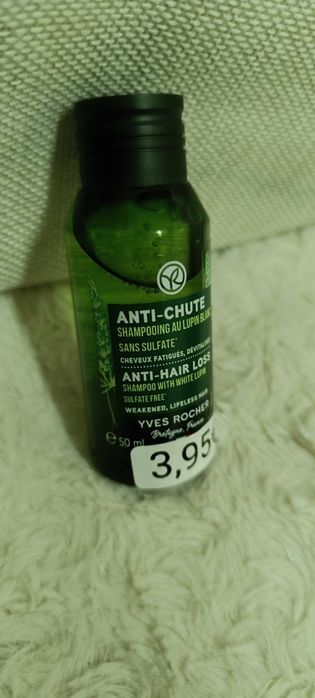 ANTI-CHUTE
SHAMPOOING AU LUPIN BLANC
SANS SULFATE*
CHEVEUX FATIGUÉS, DÉVITALISÉS
ANTI-HAIR LOSS
SHAMPOO WITH WHITE LUPIN
SULFATE FREE*
WEAKENED, LIFELESS HAIR
YVES ROCHER
Bretagne, France
e 50 ml
3,95€